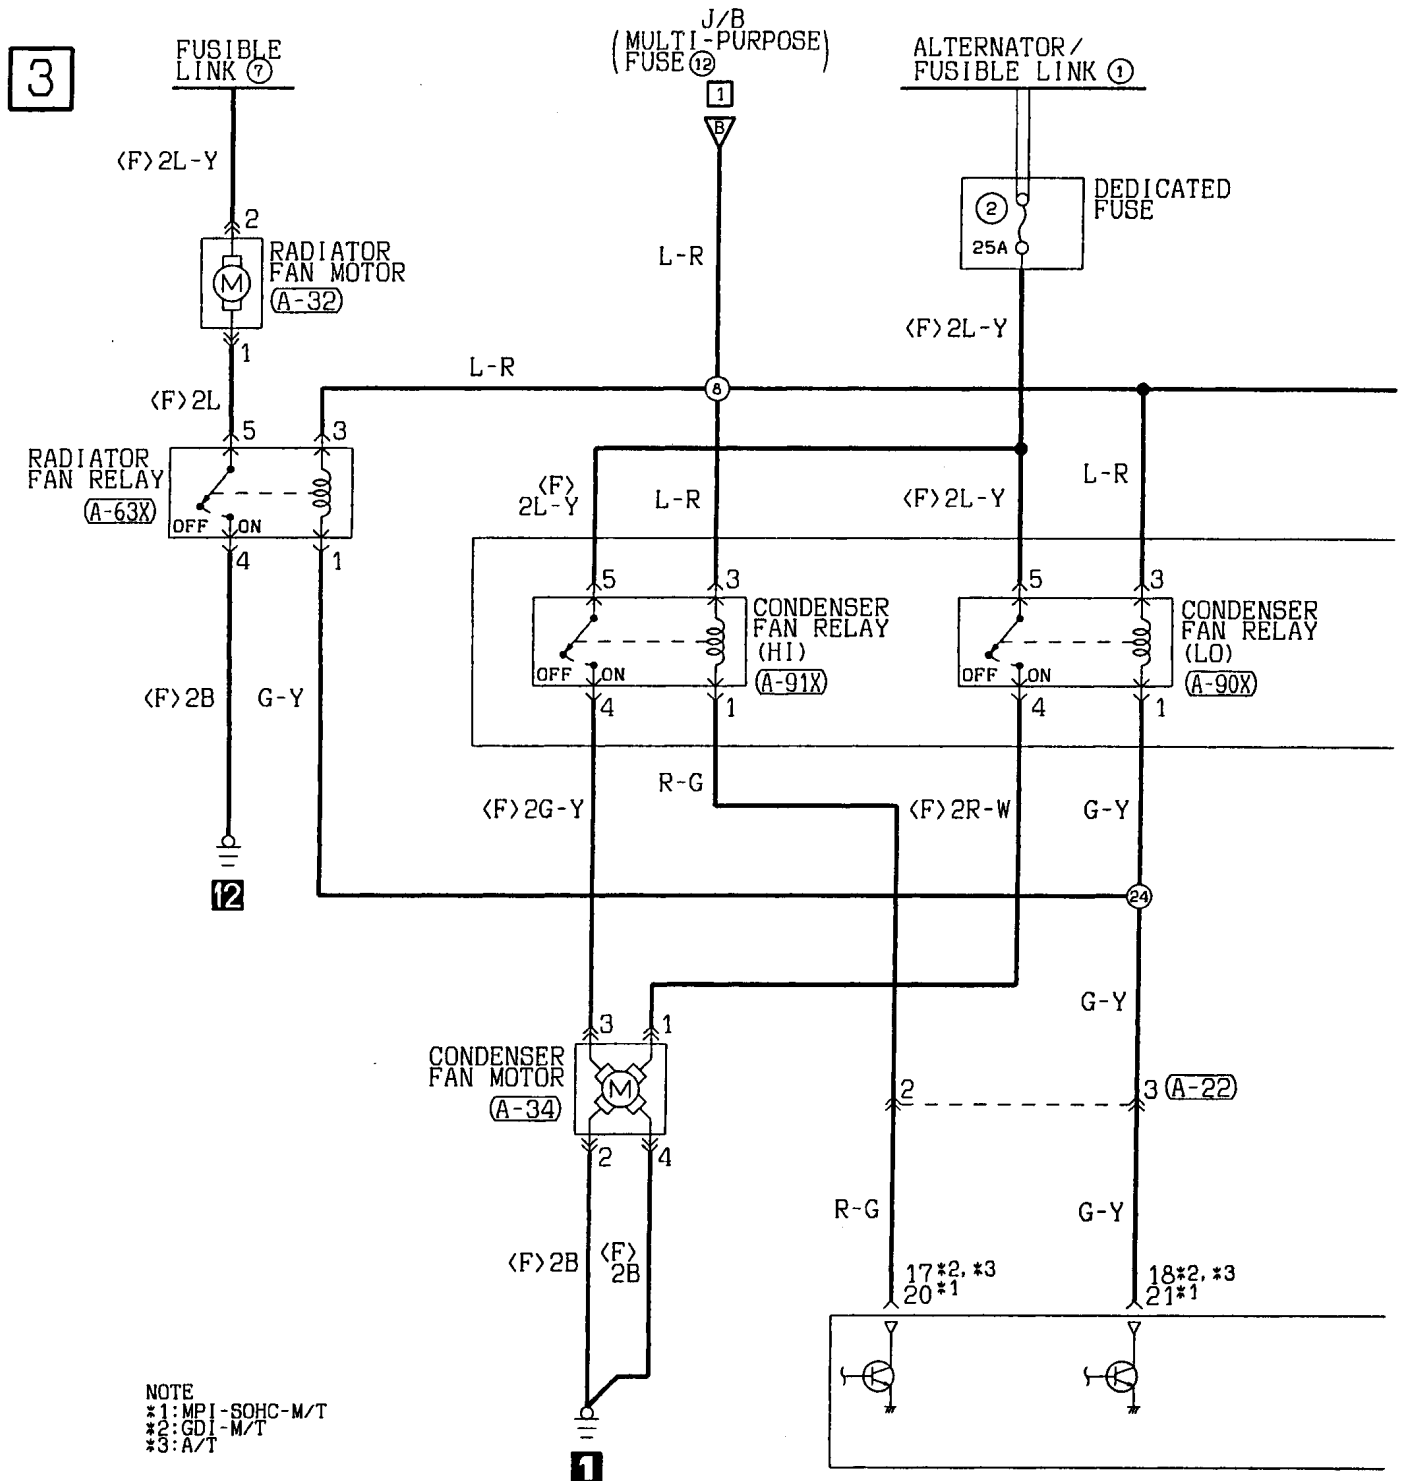 3
FUSIBLE
LINK ⑦
J/B
(MULTI-PURPOSE)
(FUSE⑫)
1
B
ALTERNATOR/
FUSIBLE LINK ①
<F>2L-Y
2
RADIATOR
FAN MOTOR
A-32
1
L-R
②
25A
DEDICATED
FUSE
<F>2L-Y
L-R
8
<F>2L
5
3
RADIATOR
FAN RELAY
A-63X
OFF
ON
4
1
<F>
2L-Y
L-R
<F>2L-Y
L-R
5
3
CONDENSER
FAN RELAY
(HI)
A-91X
OFF
ON
4
1
5
3
CONDENSER
FAN RELAY
(LO)
A-90X
OFF
ON
4
1
<F>2B
G-Y
R-G
<F>2G-Y
<F>2R-W
G-Y
12
24
G-Y
3
1
CONDENSER
FAN MOTOR
A-34
2
4
2
3
A-22
R-G
G-Y
<F>2B
<F>
2B
17*2,*3
20*1
18*2,*3
21*1
NOTE
*1:MPI-SOHC-M/T
*2:GDI-M/T
*3:A/T
1
M
M